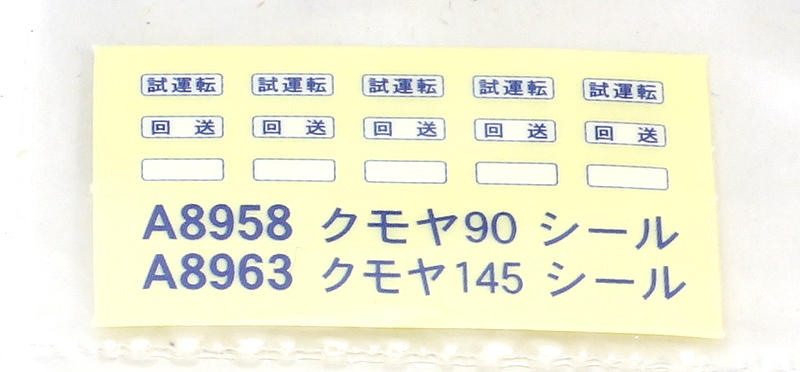 試運転 試運転 試運転 試運転 試運転
回送 回送 回送 回送 回送
A8958 クモヤ90 シール
A8963 クモヤ145 シール